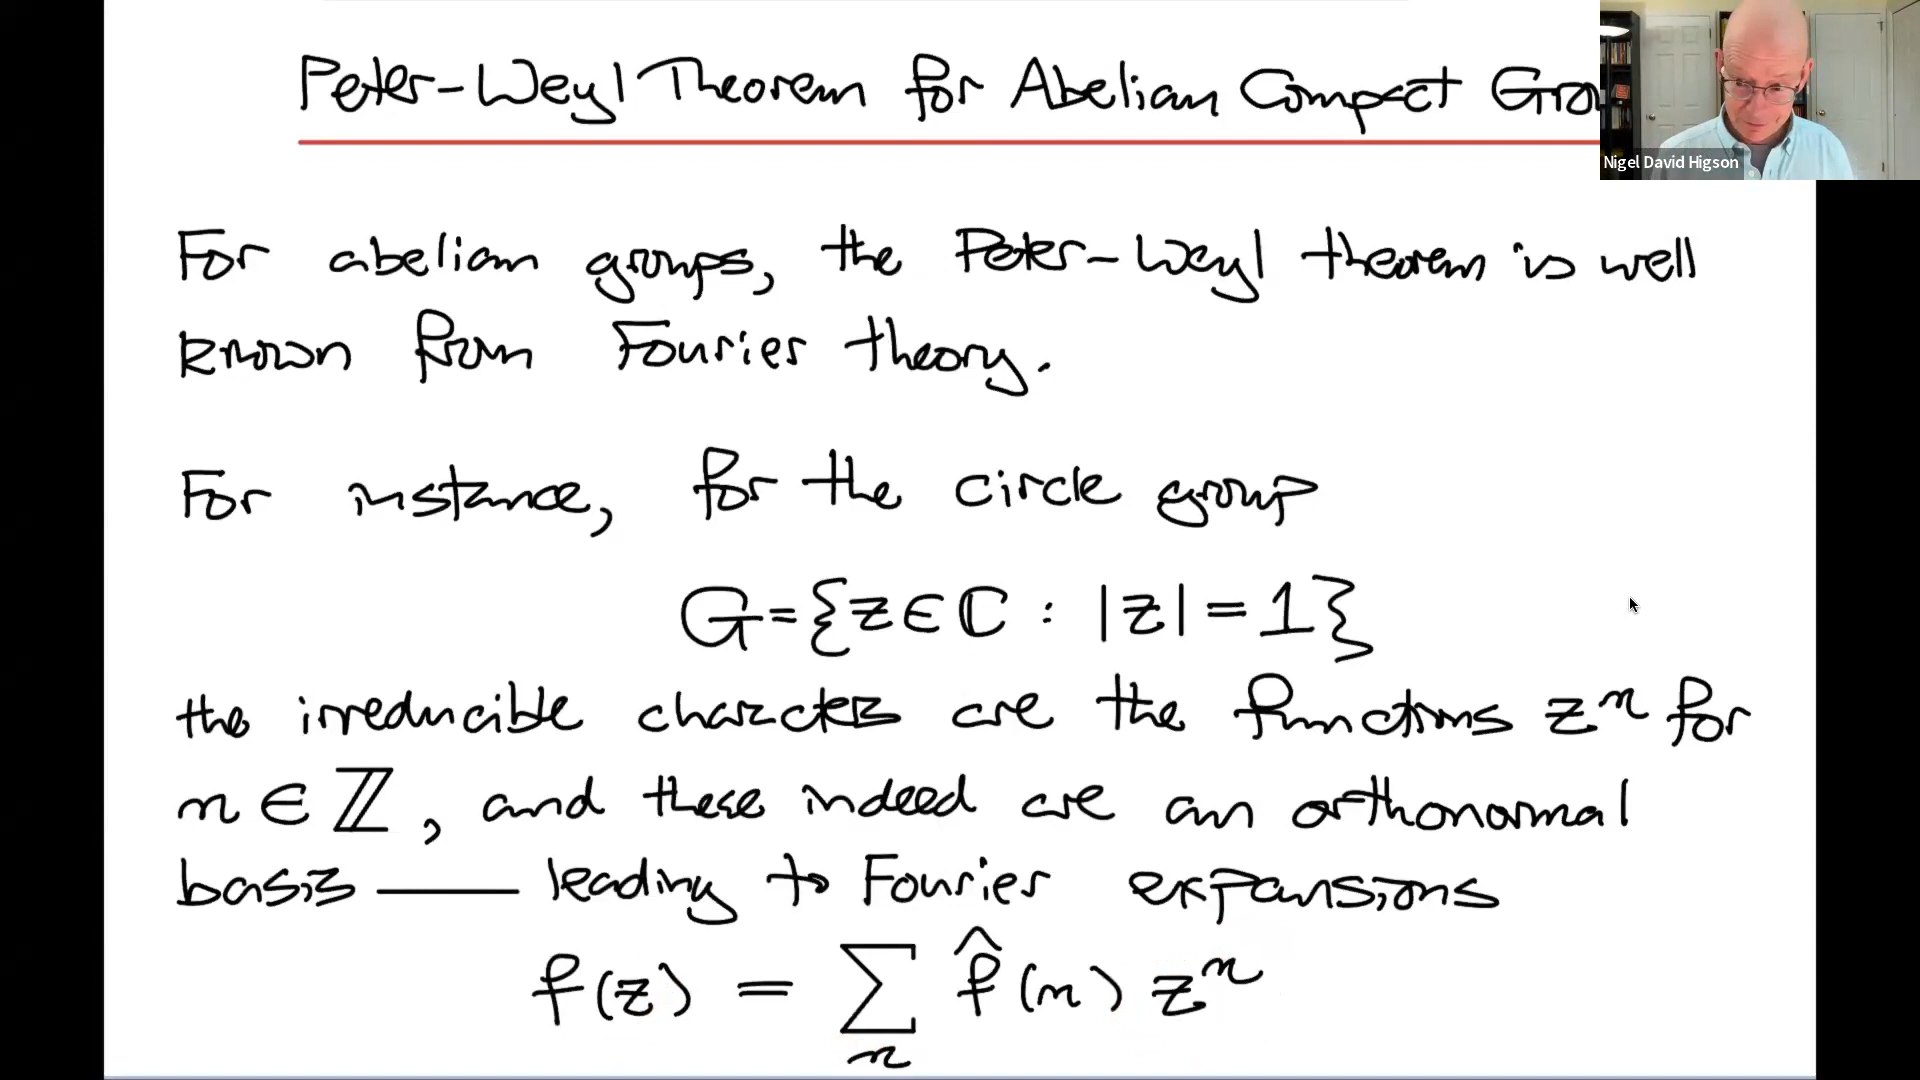 Peter-Weyl Theorem for Abelian Compact Grou
Nigel David Higson
For abelian groups, the Peter-Weyl theorem is well
known from Fourier theory.
For instance, for the circle group
G={z∈ℂ : |z|=1}
the irreducible characters are the functions zⁿ for
n∈ℤ, and these indeed are an orthonormal
basis — leading to Fourier expansions
f(z) = ∑ f̂(n) zⁿ
n